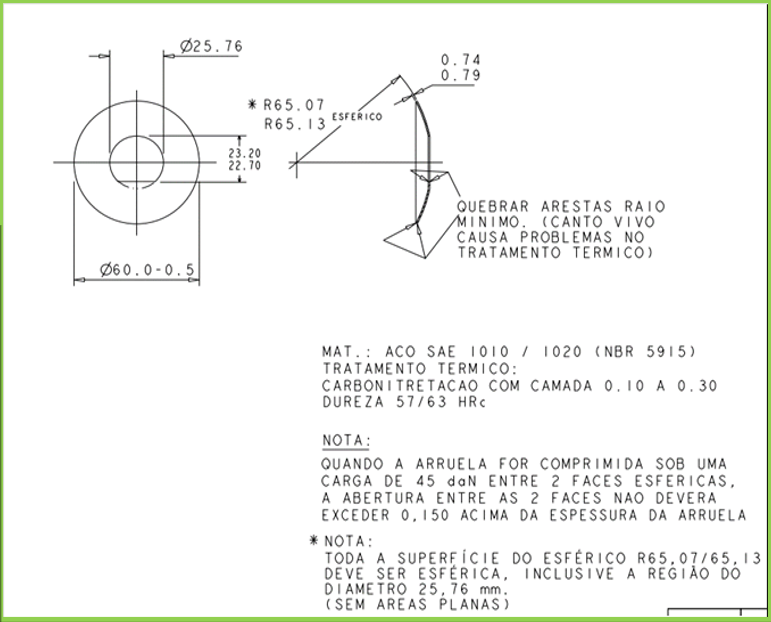 Ø25.76
0.74
0.79
* R65.07
R65.13 ESFERICO
23.20
22.70
QUEBRAR ARESTAS RAIO
MINIMO. (CANTO VIVO
CAUSA PROBLEMAS NO
TRATAMENTO TERMICO)
Ø60.0-0.5
MAT.: ACO SAE 1010 / 1020 (NBR 5915)
TRATAMENTO TERMICO:
CARBONITRETACAO COM CAMADA 0.10 A 0.30
DUREZA 57/63 HRc
NOTA:
QUANDO A ARRUELA FOR COMPRIMIDA SOB UMA
CARGA DE 45 daN ENTRE 2 FACES ESFERICAS,
A ABERTURA ENTRE AS 2 FACES NAO DEVERA
EXCEDER 0,150 ACIMA DA ESPESSURA DA ARRUELA
* NOTA:
TODA A SUPERFÍCIE DO ESFÉRICO R65,07/65,13
DEVE SER ESFÉRICA, INCLUSIVE A REGIÃO DO
DIAMETRO 25,76 mm.
(SEM AREAS PLANAS)